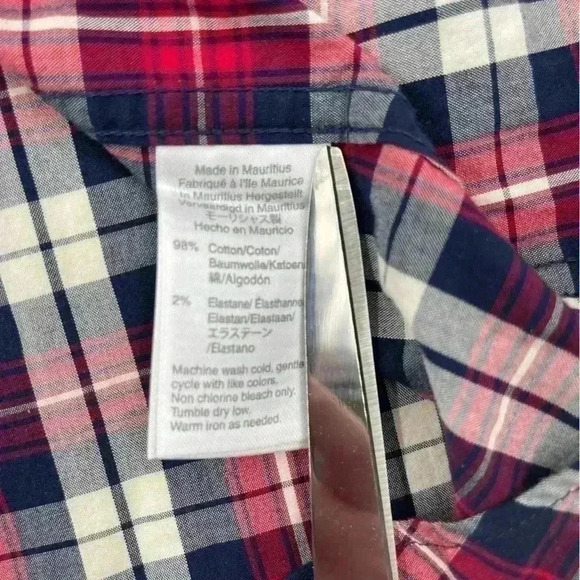 Made in Mauritius
Fabriqué à l'Ile Maurice
In Mauritius Hergestellt
Vervaardigd in Mauritius
モーリシャス製
Hecho en Mauricio
98% Cotton/Coton/
Baumwolle/Katoen
綿/Algodón
2% Elastane/Élasthanne
Elastan/Elastaan/
エラステーン
/Elastano
Machine wash cold, gentle
cycle with like colors.
Non chlorine bleach only.
Tumble dry low.
Warm iron as needed.